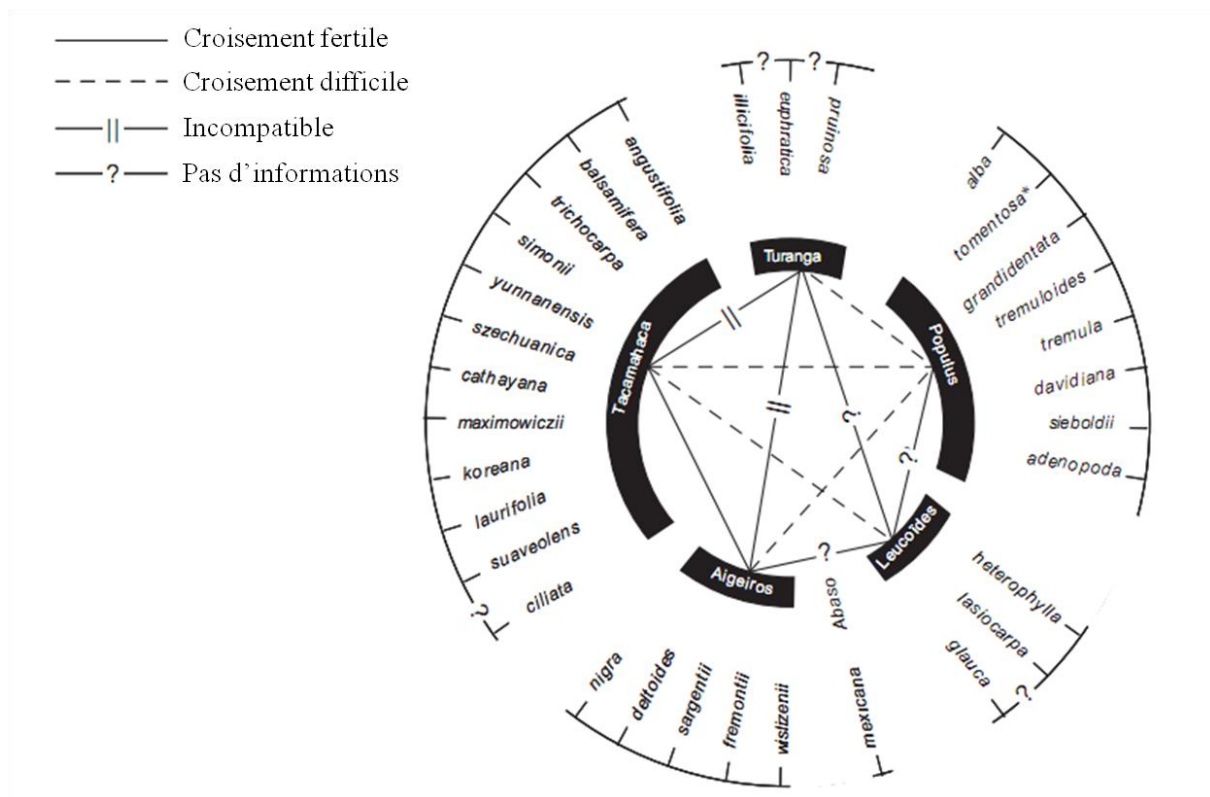 Croisement fertile
Croisement difficile
||
Incompatible
?
Pas d'informations
? ?
illicifolia
euphratica
pruinosa
angustifolia
balsamifera
trichocarpa
simonii
yunnanensis
szechuanica
cathayana
maximowiczii
koreana
laurifolia
suaveolens
ciliata
?
alba
tomentosa*
grandidentata
tremuloides
tremula
davidiana
sieboldii
adenopoda
Turanga
Populus
Leucoïdes
Aigeiros
Tacamahaca
||
||
?
?
?
Abaso
heterophylla
lasiocarpa
glauca
?
nigra
deltoides
sargentii
fremontii
wislizenii
mexicana